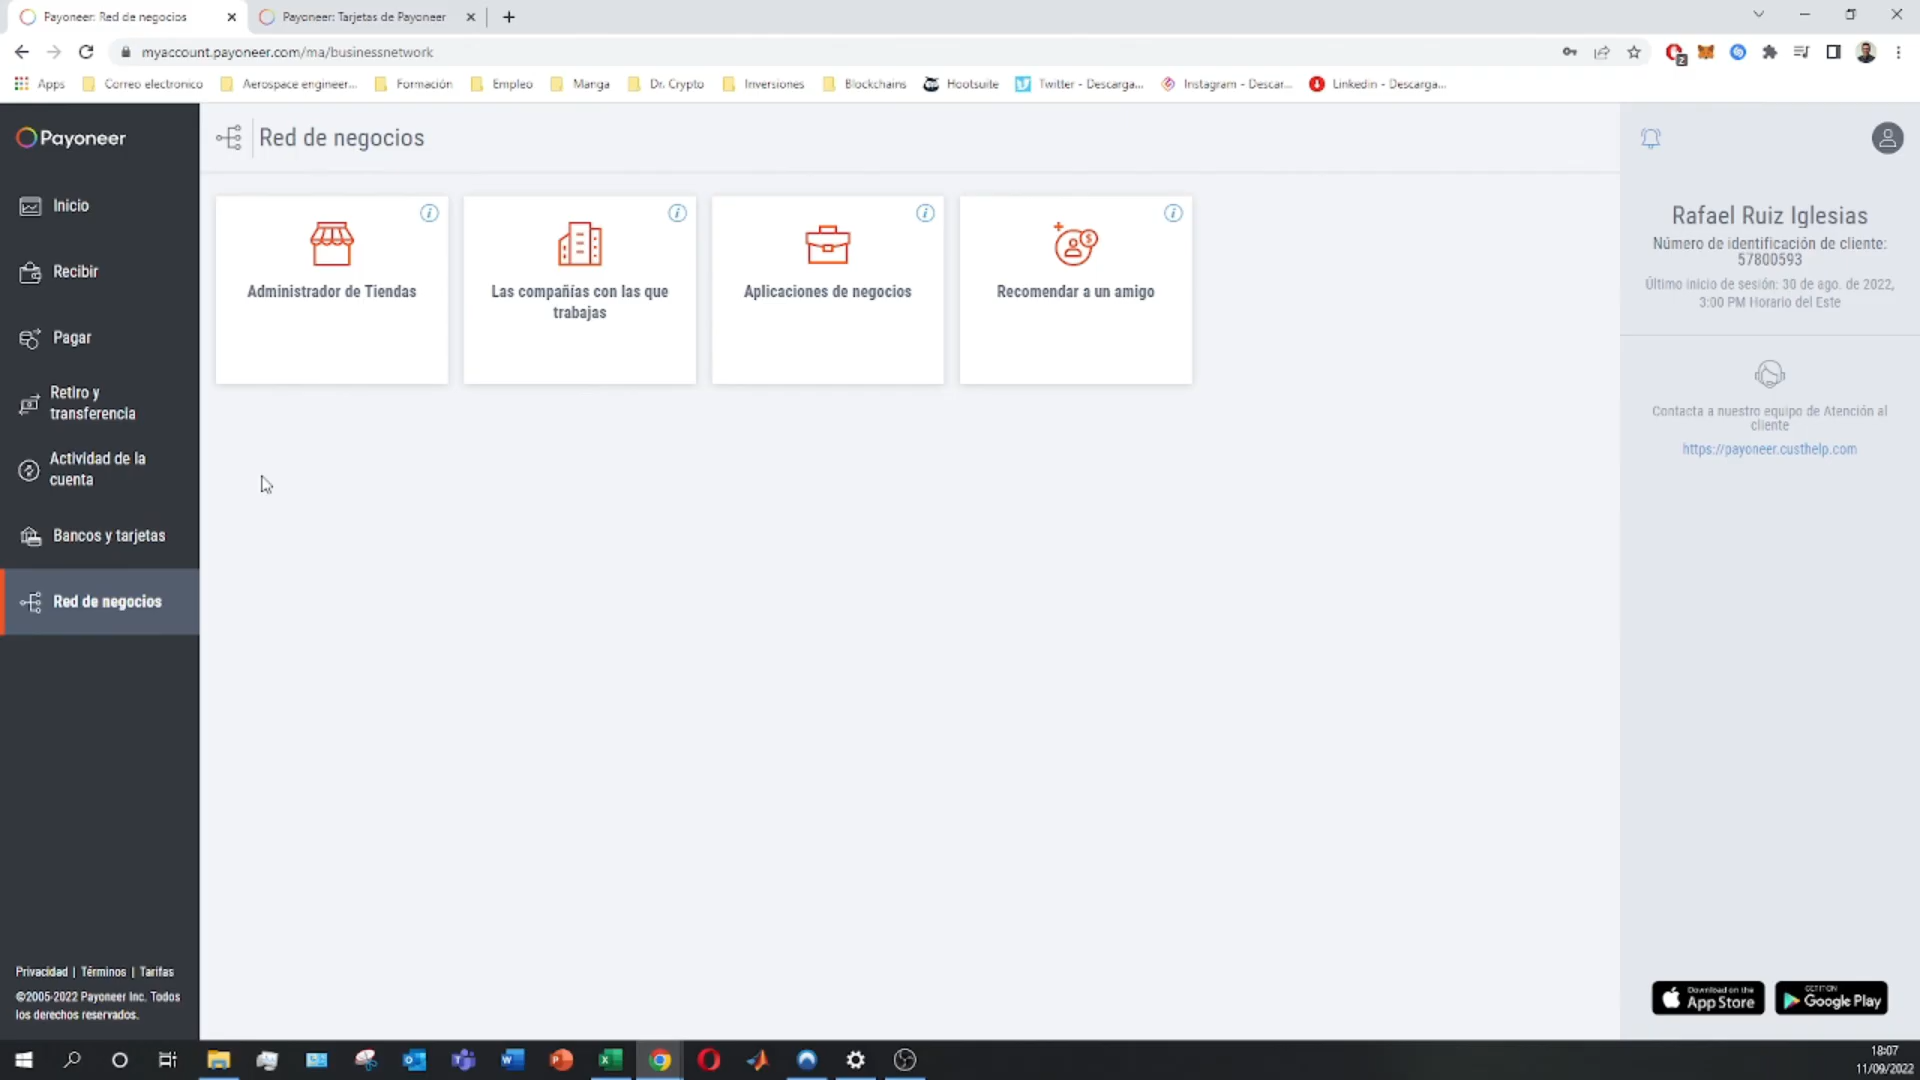 Payoneer: Red de negocios
Payoneer: Tarjetas de Payoneer
myaccount.payoneer.com/ma/businessnetwork
Apps
Correo electronico
Aerospace engineer...
Formación
Empleo
Manga
Dr. Crypto
Inversiones
Blockchains
Hootsuite
Twitter - Descarga...
Instagram - Descar...
Linkedin - Descarga...
Payoneer
Inicio
Recibir
Pagar
Retiro y
transferencia
Actividad de la
cuenta
Bancos y tarjetas
Red de negocios
Privacidad | Términos | Tarifas
©2005-2022 Payoneer Inc. Todos
los derechos reservados.
Red de negocios
Administrador de Tiendas
Las compañías con las que
trabajas
Aplicaciones de negocios
Recomendar a un amigo
Rafael Ruiz Iglesias
Número de identificación de cliente:
57800593
Último inicio de sesión: 30 de ago. de 2022,
3:00 PM Horario del Este
Contacta a nuestro equipo de Atención al
cliente
https://payoneer.custhelp.com
Download on the
App Store
GET IT ON
Google Play
18:07
11/09/2022